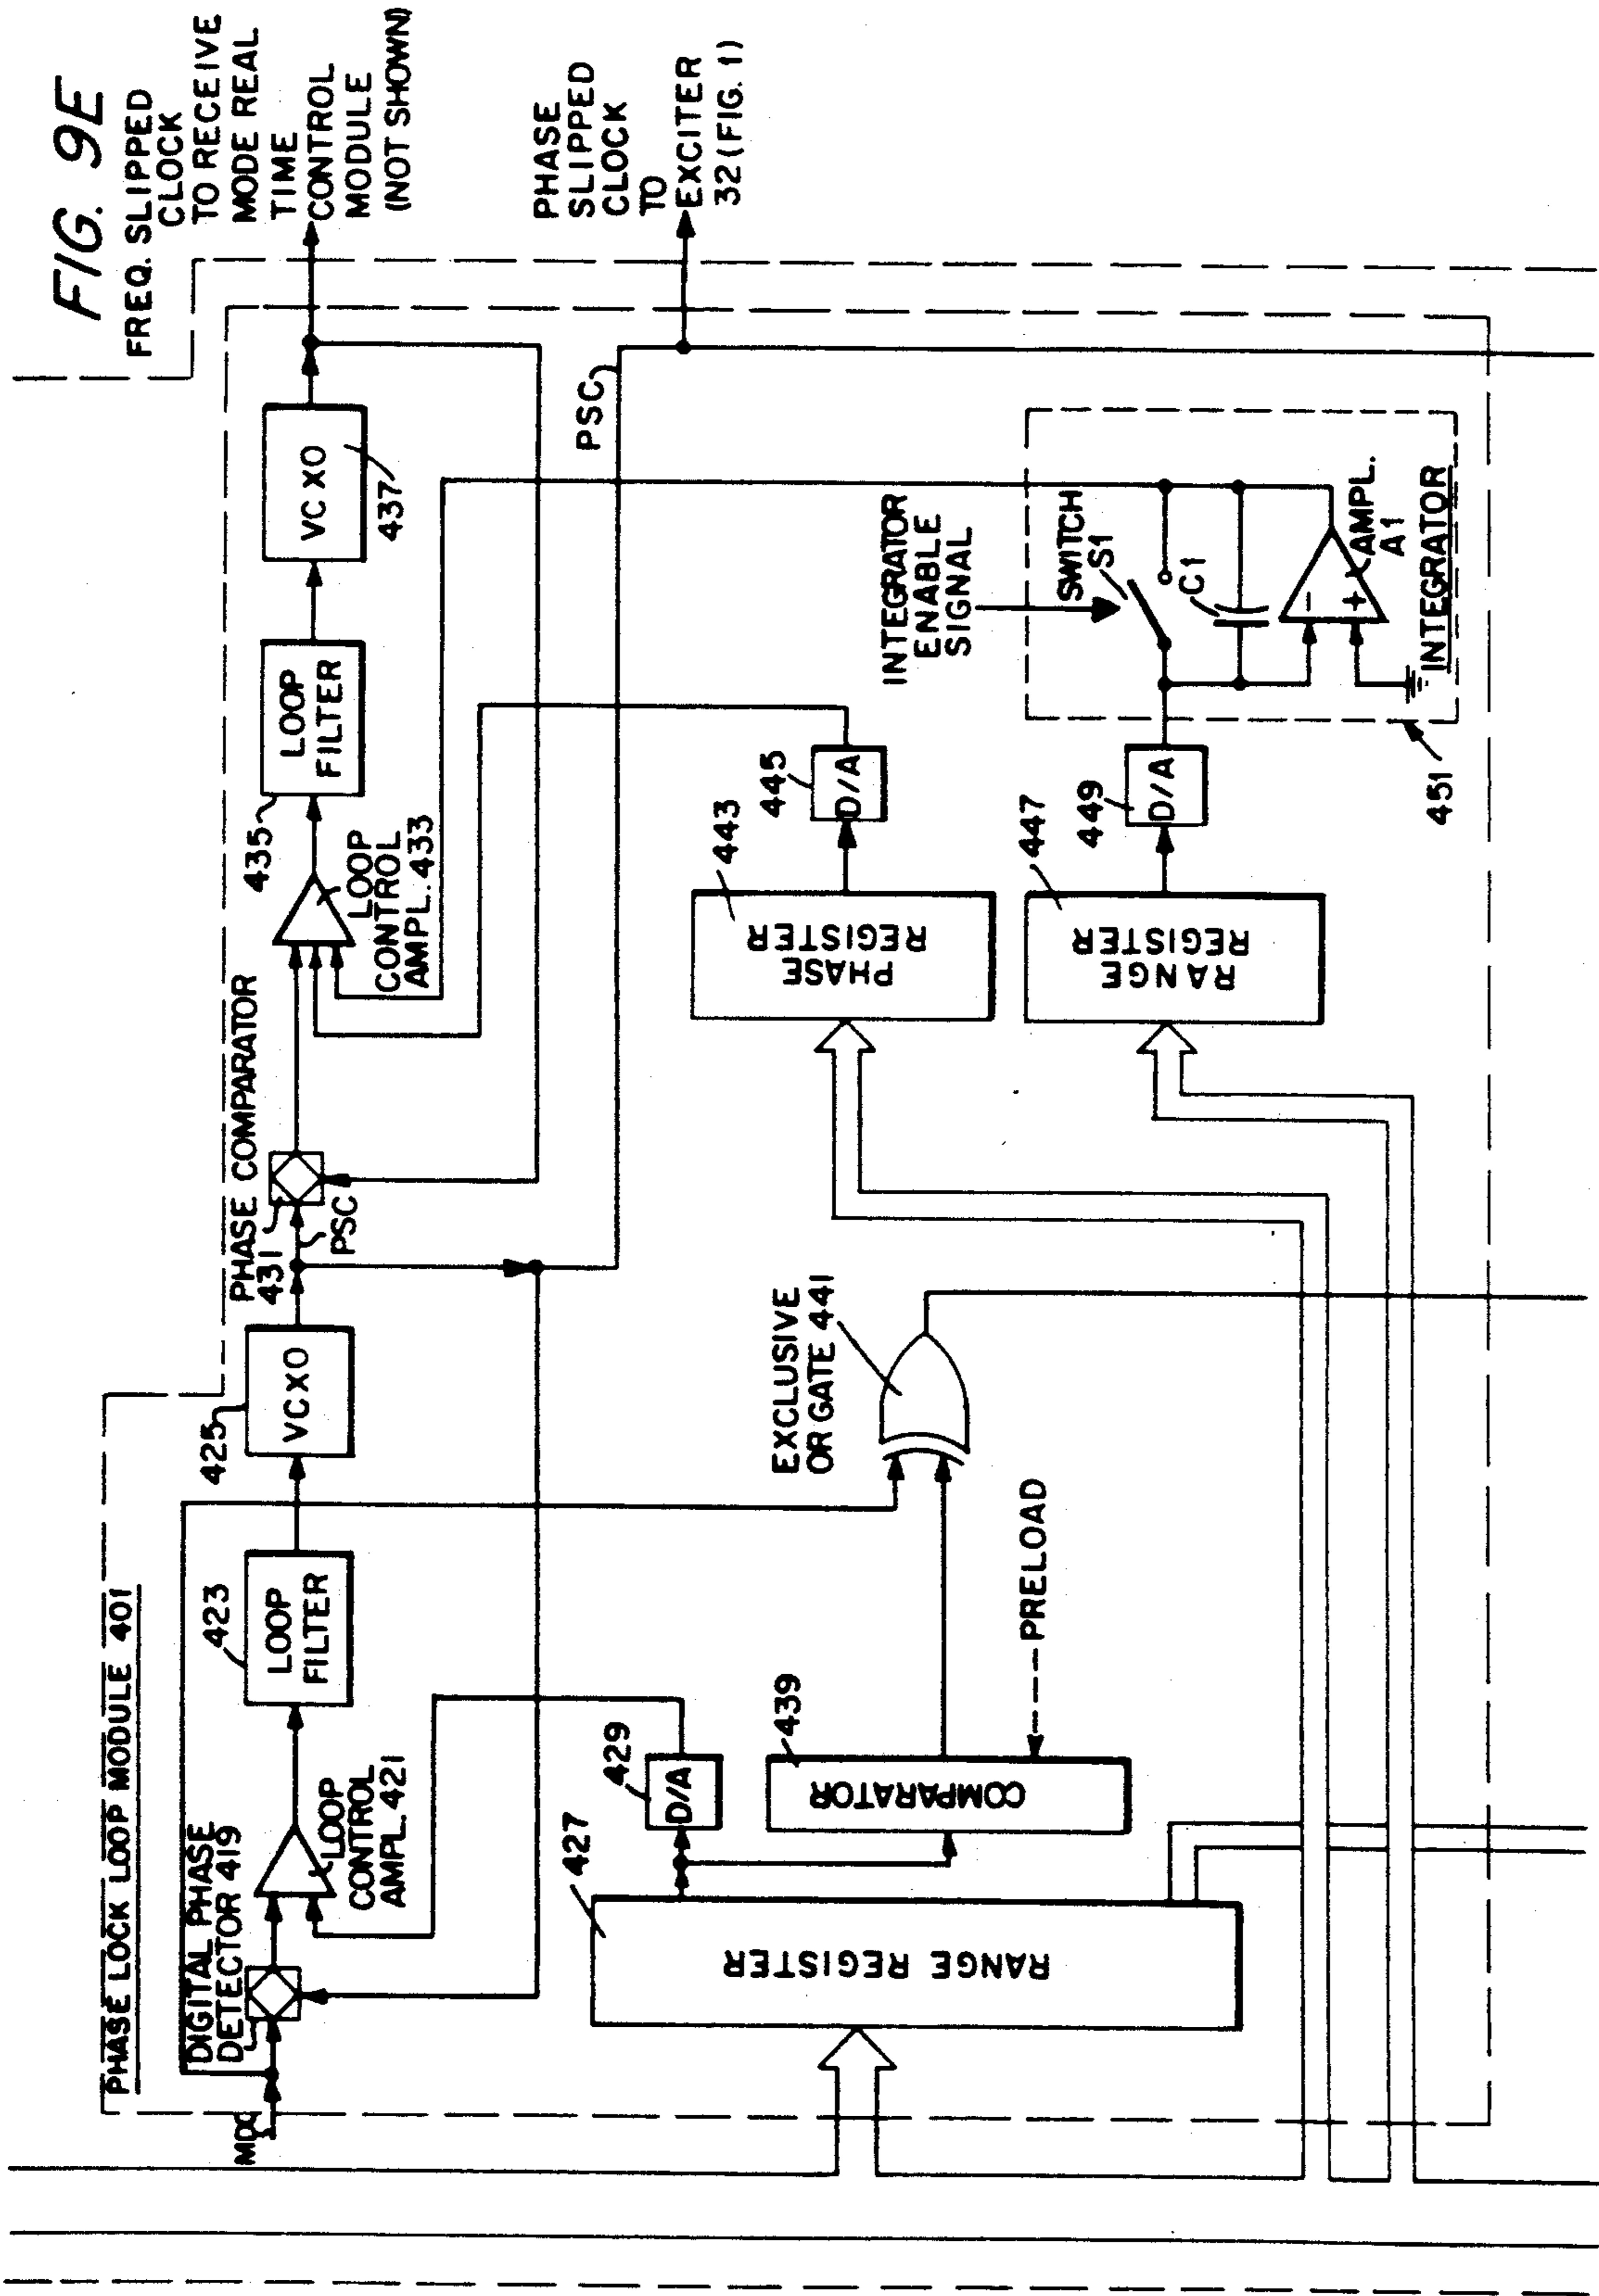 FIG. 9E
FREQ. SLIPPED
CLOCK
TO RECEIVE
MODE REAL
TIME
CONTROL
MODULE
(NOT SHOWN)
PHASE
SLIPPED
CLOCK
TO
EXCITER
32 (FIG. 1)
PHASE LOCK LOOP MODULE 401
MDC
DIGITAL PHASE
DETECTOR 419
LOOP
CONTROL
AMPL. 421
423
LOOP
FILTER
425
VCXO
PHASE COMPARATOR
431
PSC
LOOP
CONTROL
AMPL. 433
435
LOOP
FILTER
VCXO
437
PSC
427
RANGE REGISTER
429
D/A
439
COMPARATOR
PRELOAD
EXCLUSIVE
OR GATE 441
443
PHASE
REGISTER
445
D/A
447
RANGE
REGISTER
449
D/A
INTEGRATOR
ENABLE
SIGNAL
SWITCH
S1
C1
−
+
AMPL.
A1
INTEGRATOR
451